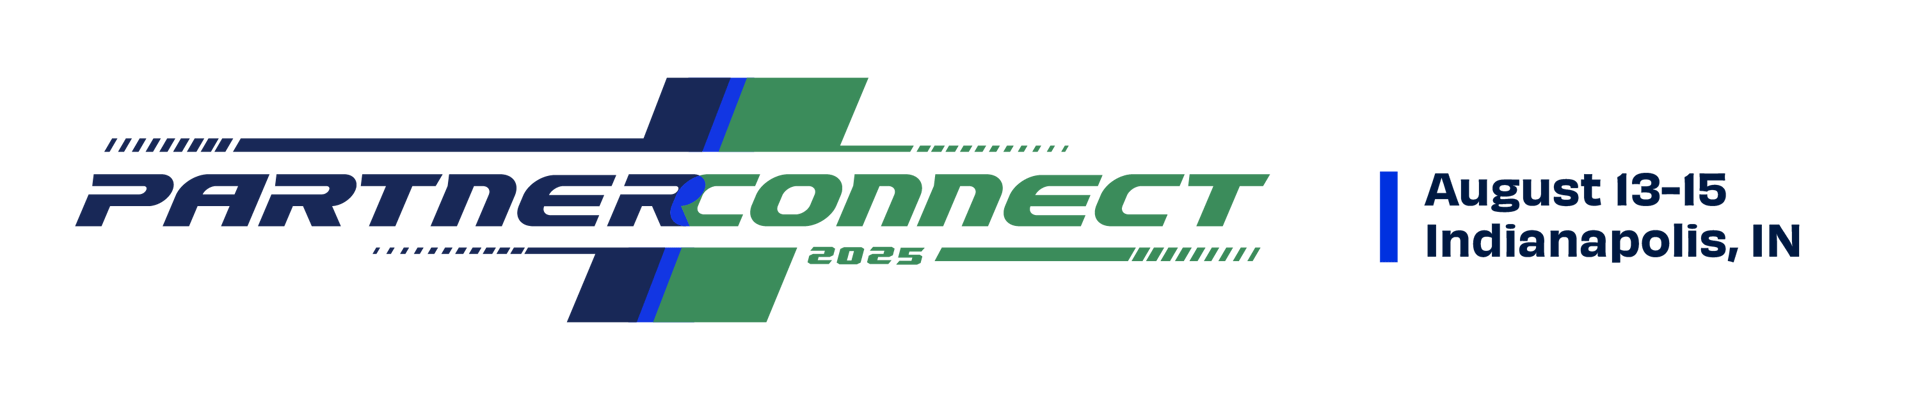 PARTNERCONNECT
2025
August 13-15
Indianapolis, IN